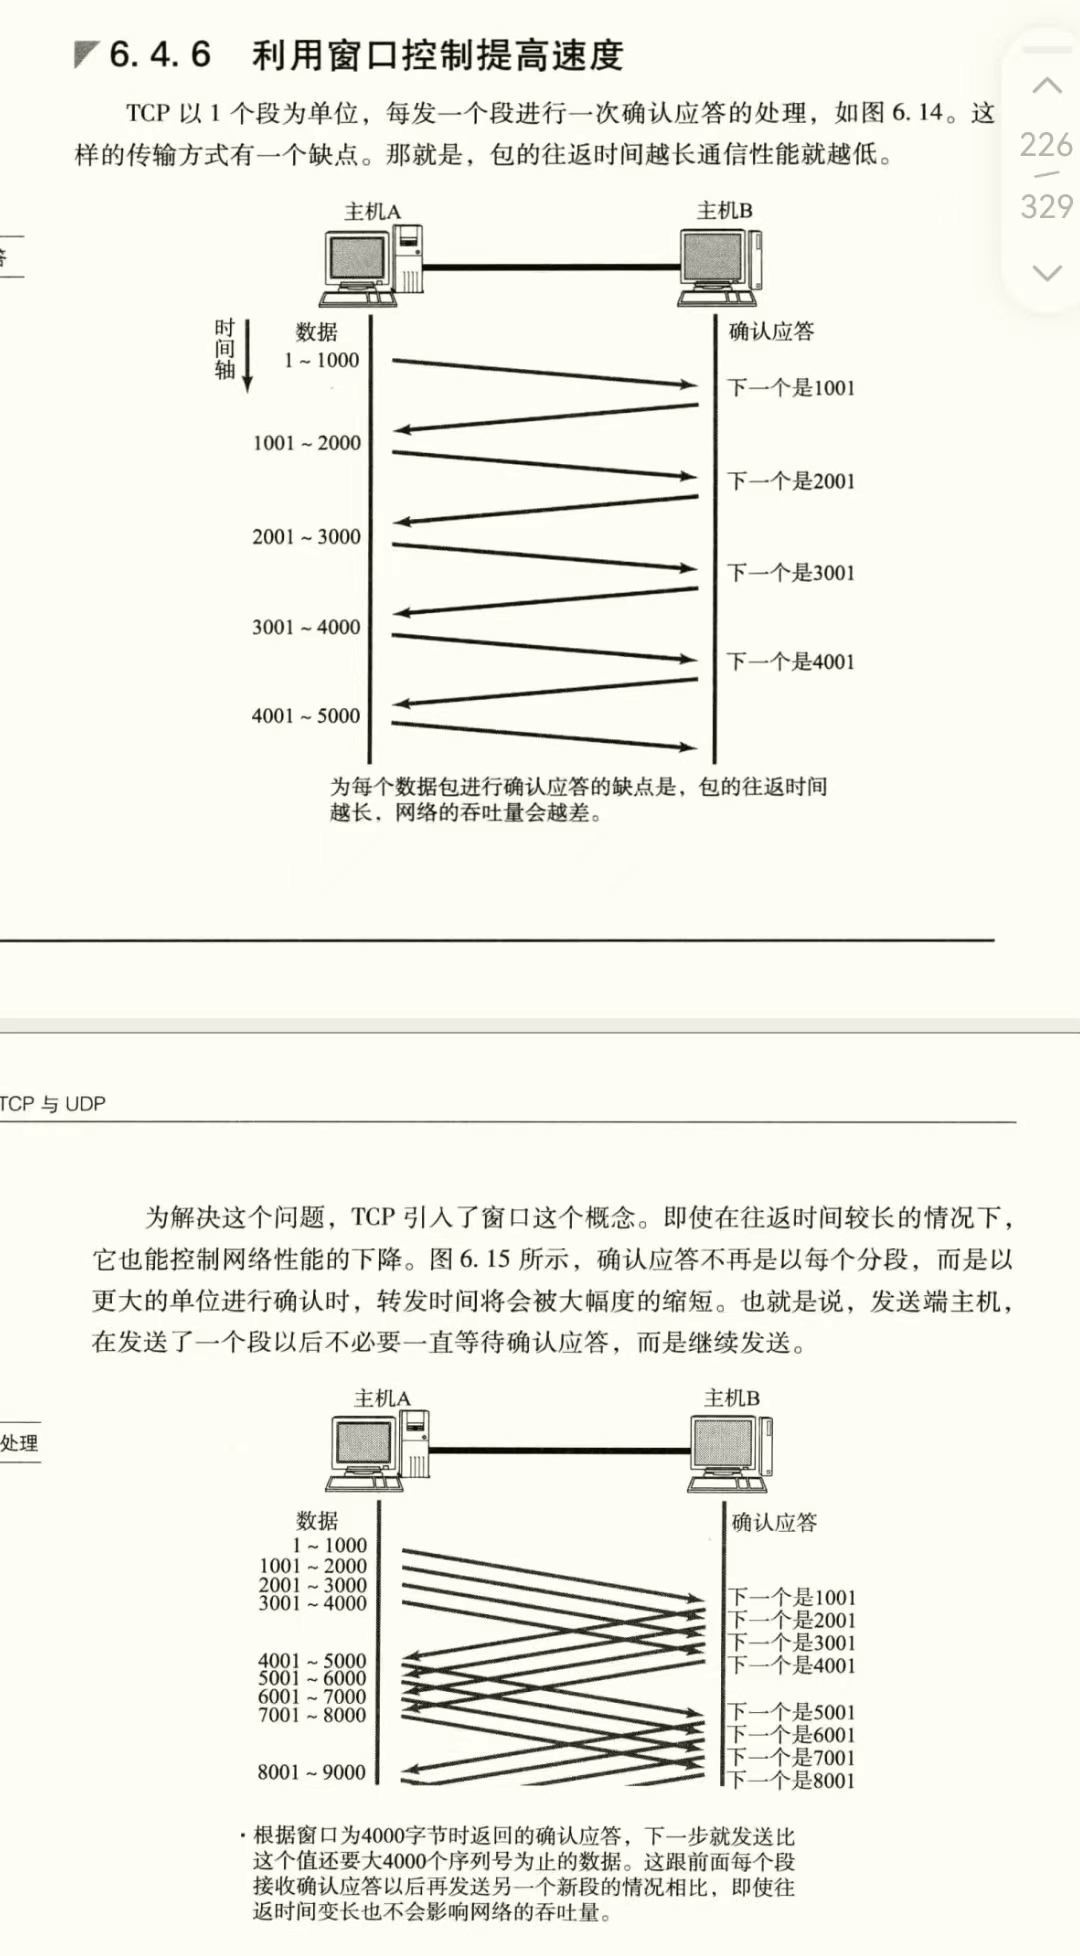 6.4.6 利用窗口控制提高速度
TCP 以 1 个段为单位，每发一个段进行一次确认应答的处理，如图 6.14。这
样的传输方式有一个缺点。那就是，包的往返时间越长通信性能就越低。
226
329
主机A
主机B
答
时间轴
数据
确认应答
1 ~ 1000
下一个是1001
1001 ~ 2000
下一个是2001
2001 ~ 3000
下一个是3001
3001 ~ 4000
下一个是4001
4001 ~ 5000
为每个数据包进行确认应答的缺点是，包的往返时间
越长，网络的吞吐量会越差。
TCP 与 UDP
为解决这个问题，TCP 引入了窗口这个概念。即使在往返时间较长的情况下，
它也能控制网络性能的下降。图 6.15 所示，确认应答不再是以每个分段，而是以
更大的单位进行确认时，转发时间将会被大幅度的缩短。也就是说，发送端主机，
在发送了一个段以后不必要一直等待确认应答，而是继续发送。
主机A
主机B
处理
数据
确认应答
1 ~ 1000
1001 ~ 2000
2001 ~ 3000
3001 ~ 4000
下一个是1001
下一个是2001
下一个是3001
下一个是4001
4001 ~ 5000
5001 ~ 6000
6001 ~ 7000
7001 ~ 8000
下一个是5001
下一个是6001
下一个是7001
下一个是8001
8001 ~ 9000
· 根据窗口为4000字节时返回的确认应答，下一步就发送比
这个值还要大4000个序列号为止的数据。这跟前面每个段
接收确认应答以后再发送另一个新段的情况相比，即使往
返时间变长也不会影响网络的吞吐量。